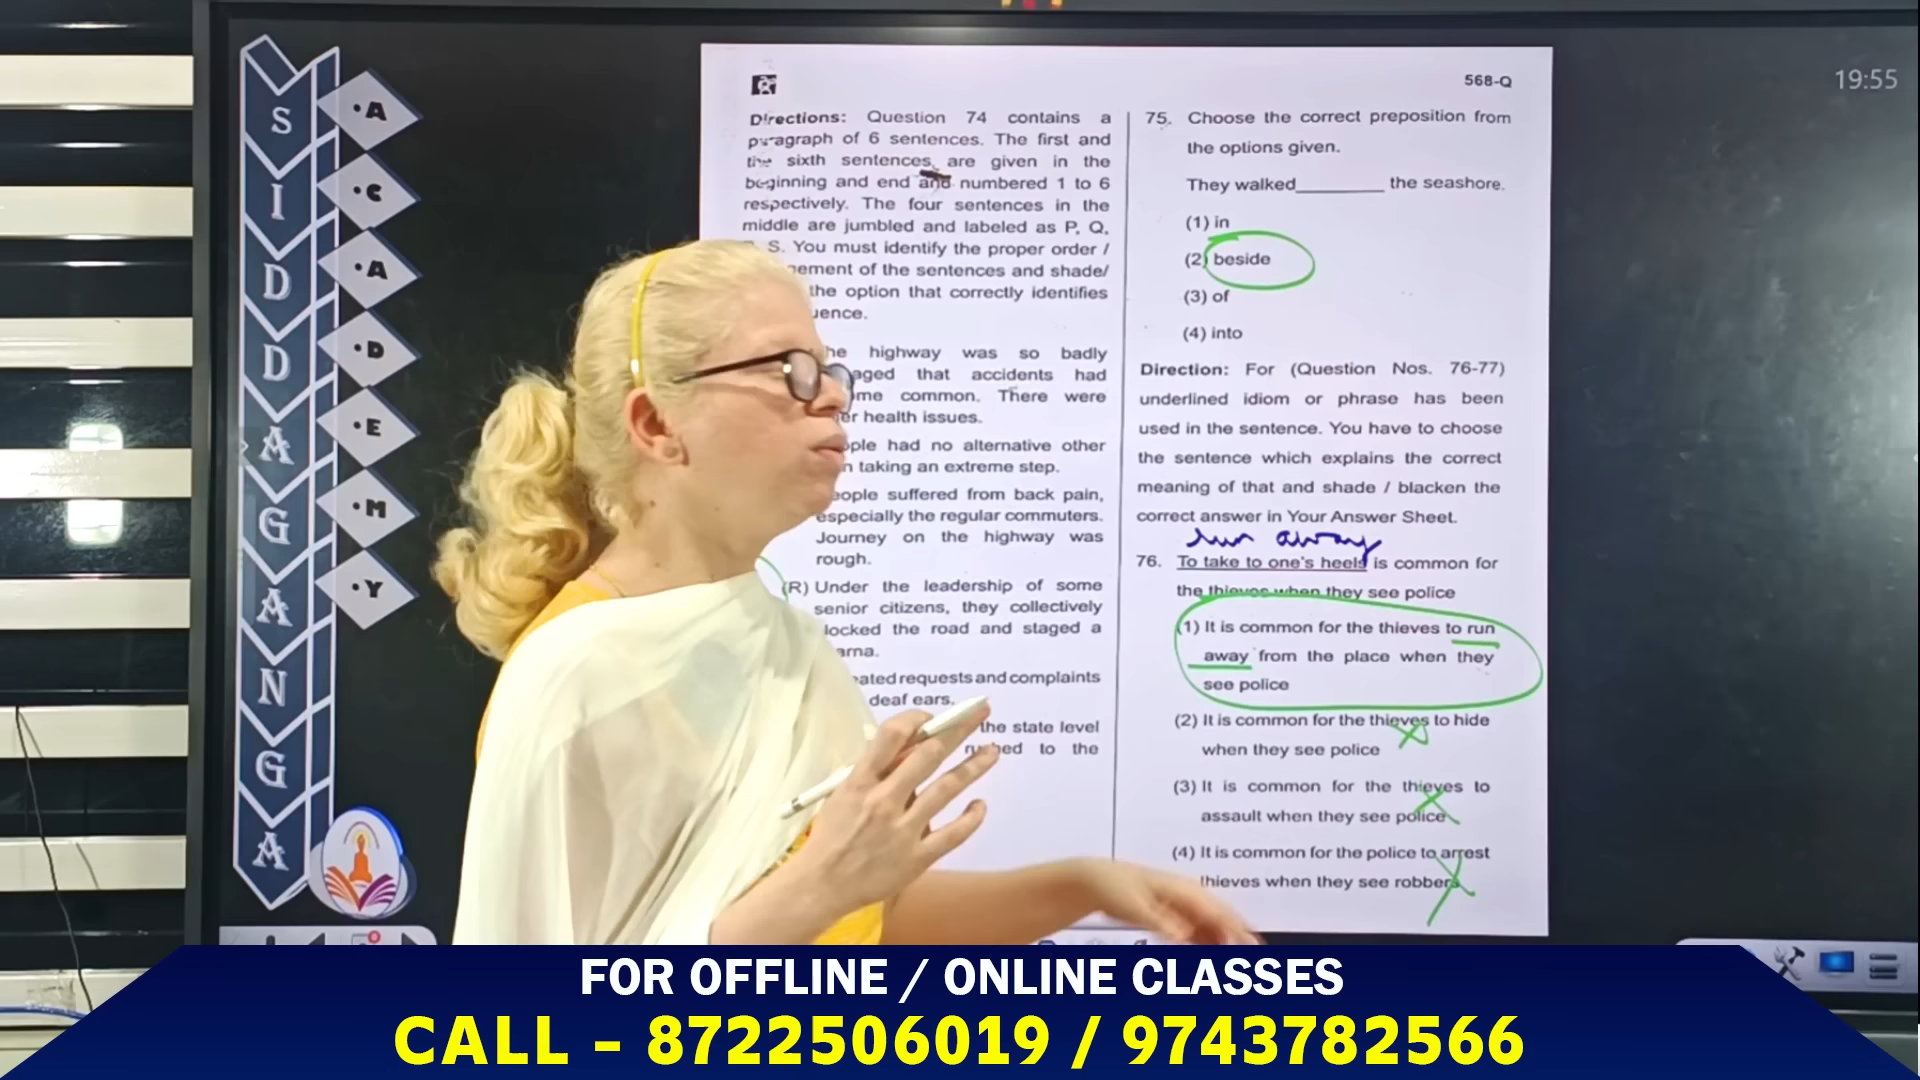 SIDDAGANGA
• A
• C
• A
• D
• E
• M
• Y
19:55
568-Q
Directions: Question 74 contains a
paragraph of 6 sentences. The first and
the sixth sentences are given in the
beginning and end and numbered 1 to 6
respectively. The four sentences in the
middle are jumbled and labeled as P, Q,
S. You must identify the proper order /
of the sentences and shade/
the option that correctly identifies
highway was so badly
that accidents had
common. There were
health issues.
had no alternative other
taking an extreme step.
suffered from back pain,
especially the regular commuters.
Journey on the highway was
rough.
(R) Under the leadership of some
senior citizens, they collectively
the road and staged a
requests and complaints
deaf ears.
the state level
to the
75. Choose the correct preposition from
the options given.
They walked________ the seashore.
(1) in
(2) beside
(3) of
(4) into
Direction: For (Question Nos. 76-77)
underlined idiom or phrase has been
used in the sentence. You have to choose
the sentence which explains the correct
meaning of that and shade / blacken the
correct answer in Your Answer Sheet.
run away
76. To take to one's heels is common for
the thieves when they see police
(1) It is common for the thieves to run
away from the place when they
see police
(2) It is common for the thieves to hide
when they see police
(3) It is common for the thieves to
assault when they see police
(4) It is common for the police to arrest
thieves when they see robbers
FOR OFFLINE / ONLINE CLASSES
CALL – 8722506019 / 9743782566